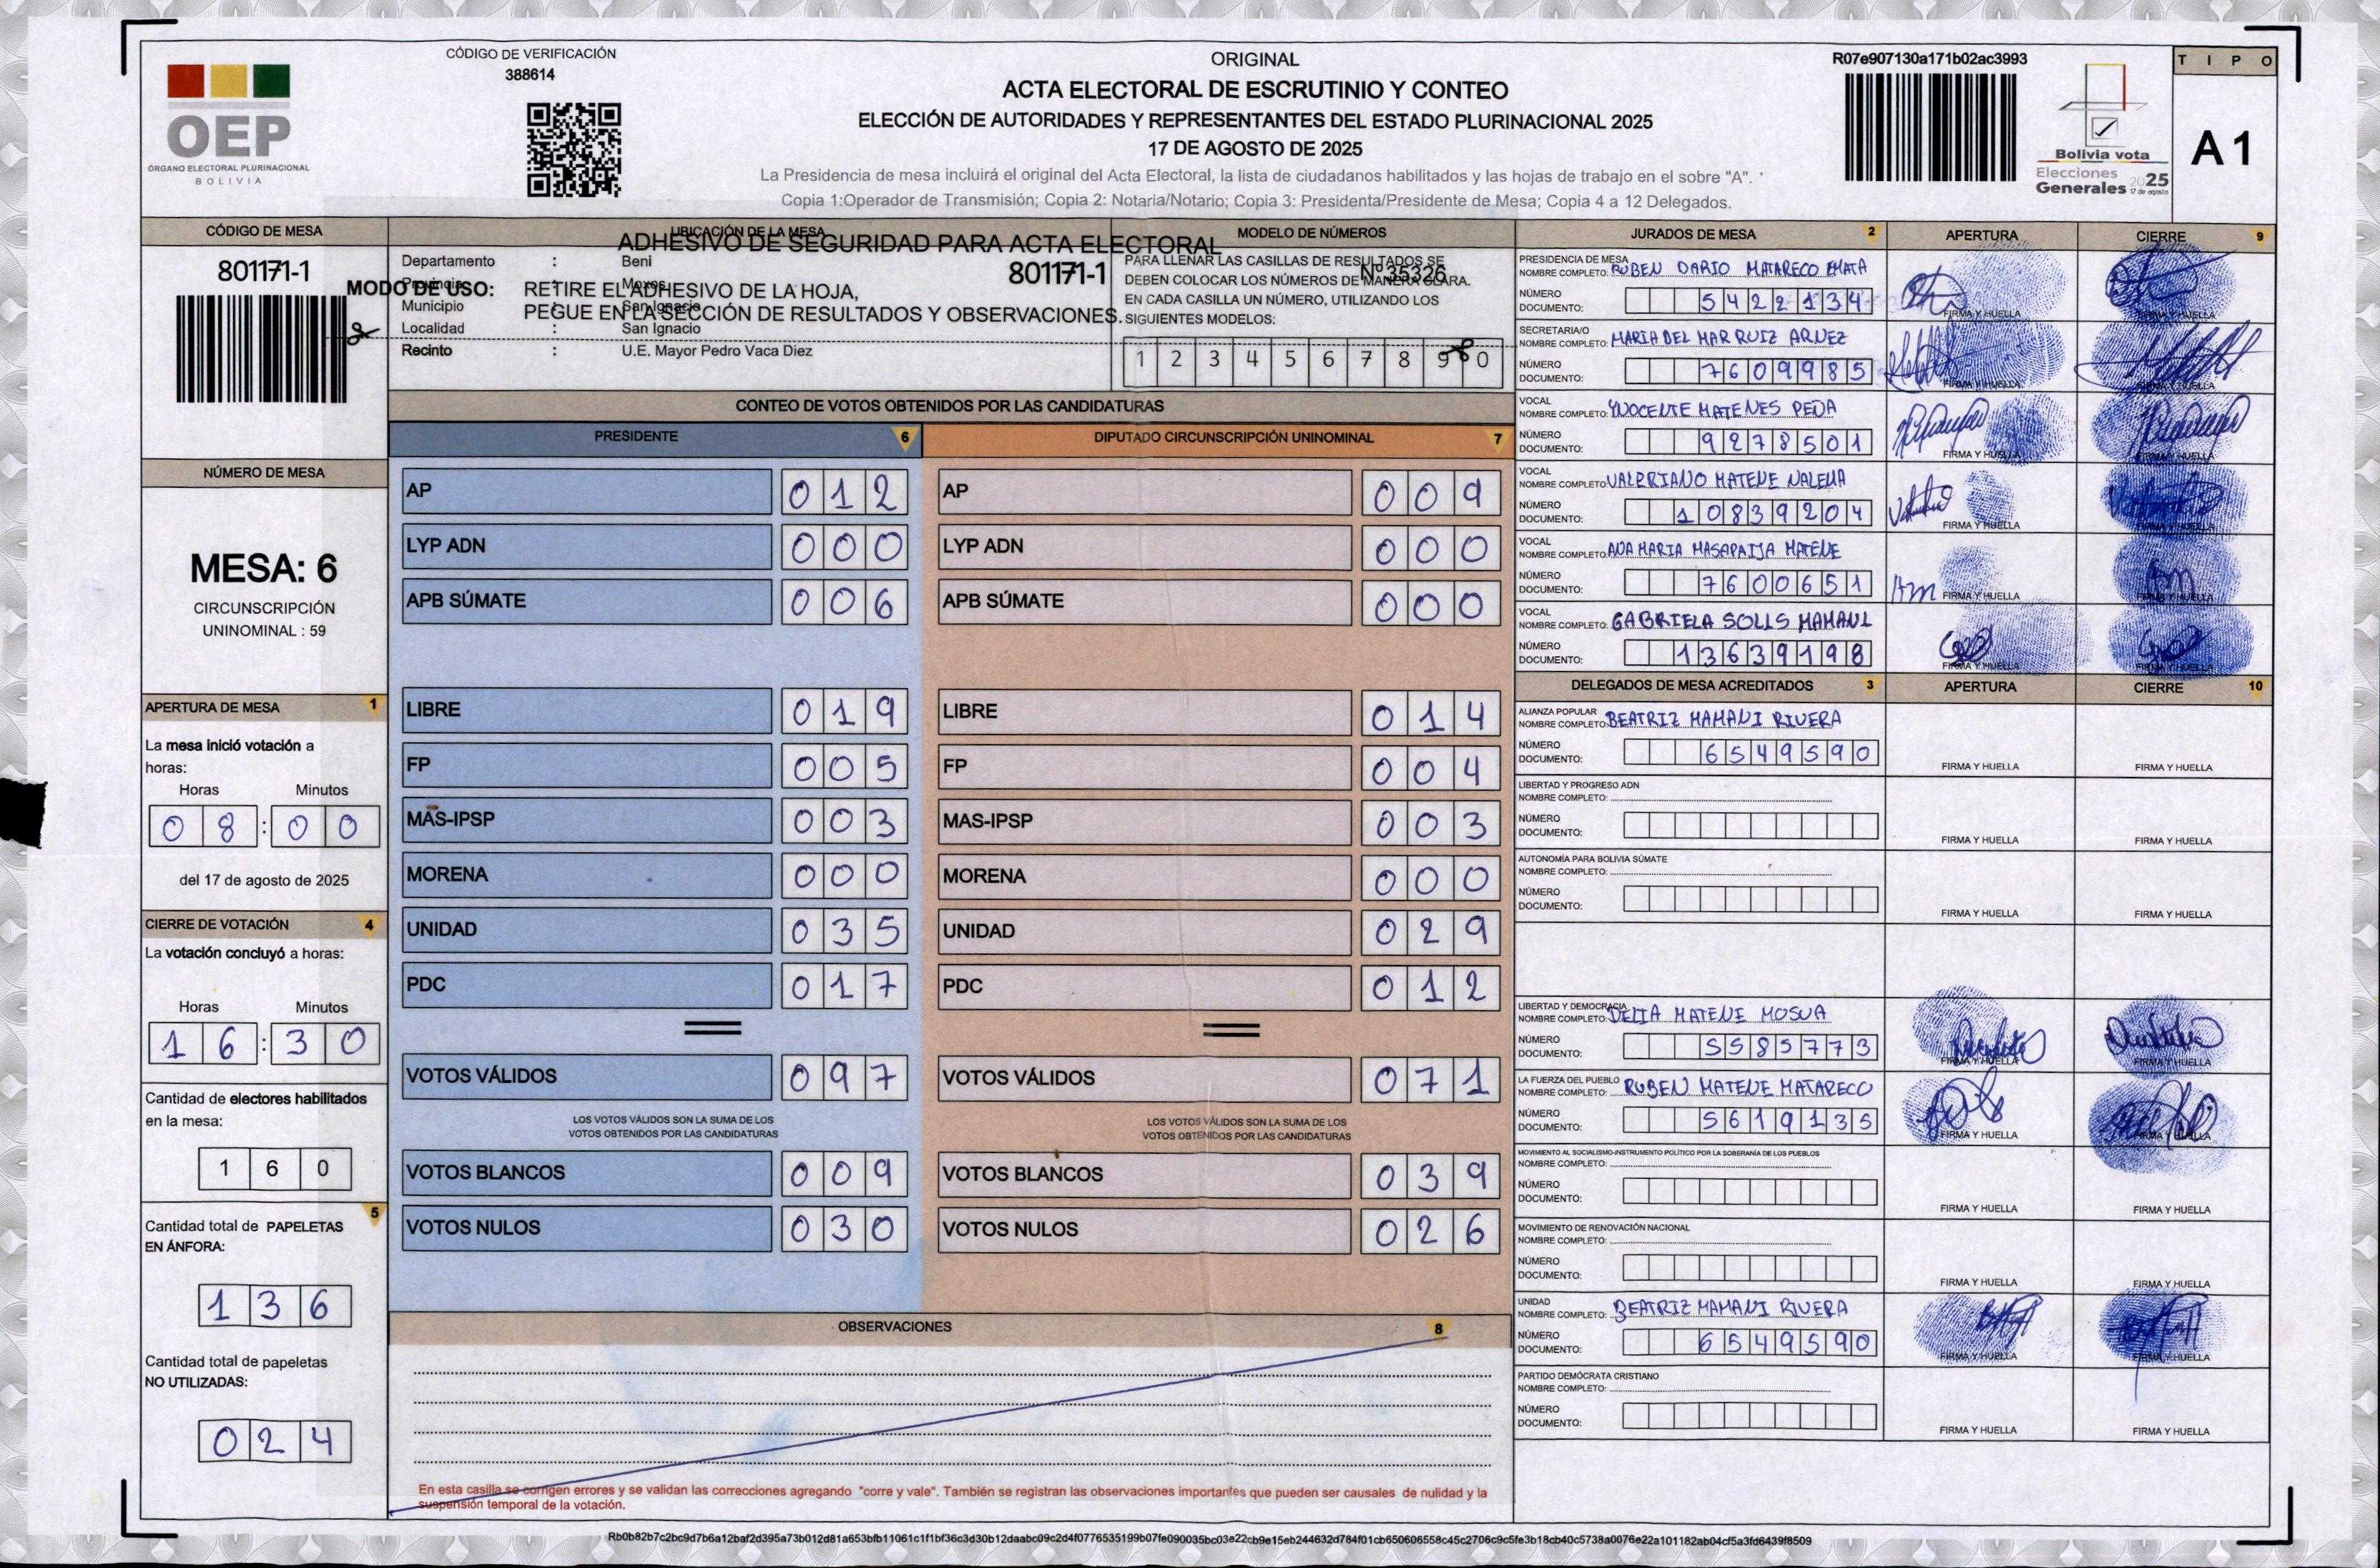 CÓDIGO DE VERIFICACIÓN
388614
OEP
ÓRGANO ELECTORAL PLURINACIONAL
BOLIVIA
ORIGINAL
ACTA ELECTORAL DE ESCRUTINIO Y CONTEO
ELECCIÓN DE AUTORIDADES Y REPRESENTANTES DEL ESTADO PLURINACIONAL 2025
17 DE AGOSTO DE 2025
La Presidencia de mesa incluirá el original del Acta Electoral, la lista de ciudadanos habilitados y las hojas de trabajo en el sobre "A".
Copia 1:Operador de Transmisión; Copia 2: Notaria/Notario; Copia 3: Presidenta/Presidente de Mesa; Copia 4 a 12 Delegados.
R07e907130a171b02ac3993
Bolivia vota
Elecciones
Generales 2025
17 de agosto
TIPO
A1
CÓDIGO DE MESA
801171-1
UBICACIÓN DE LA MESA
ADHESIVO DE SEGURIDAD PARA ACTA ELECTORAL
Departamento : Beni
Provincia : Moxos
Municipio : San Ignacio
Localidad : San Ignacio
Recinto : U.E. Mayor Pedro Vaca Diez
801171-1
Nº 35326
MODO DE USO: RETIRE EL ADHESIVO DE LA HOJA,
PEGUE EN LA SECCIÓN DE RESULTADOS Y OBSERVACIONES.
MODELO DE NÚMEROS
PARA LLENAR LAS CASILLAS DE RESULTADOS SE
DEBEN COLOCAR LOS NÚMEROS DE MANERA CLARA.
EN CADA CASILLA UN NÚMERO, UTILIZANDO LOS
SIGUIENTES MODELOS:
1 2 3 4 5 6 7 8 9 0
NÚMERO DE MESA
MESA: 6
CIRCUNSCRIPCIÓN
UNINOMINAL : 59
APERTURA DE MESA 1
La mesa inició votación a
horas:
Horas Minutos
08:00
del 17 de agosto de 2025
CIERRE DE VOTACIÓN 4
La votación concluyó a horas:
Horas Minutos
16:30
Cantidad de electores habilitados
en la mesa:
160
5
Cantidad total de PAPELETAS
EN ÁNFORA:
136
Cantidad total de papeletas
NO UTILIZADAS:
024
CONTEO DE VOTOS OBTENIDOS POR LAS CANDIDATURAS
PRESIDENTE 6
AP 012
LYP ADN 000
APB SÚMATE 006
LIBRE 019
FP 005
MAS-IPSP 003
MORENA 000
UNIDAD 035
PDC 017
VOTOS VÁLIDOS 097
LOS VOTOS VÁLIDOS SON LA SUMA DE LOS
VOTOS OBTENIDOS POR LAS CANDIDATURAS
VOTOS BLANCOS 009
VOTOS NULOS 030
DIPUTADO CIRCUNSCRIPCIÓN UNINOMINAL 7
AP 009
LYP ADN 000
APB SÚMATE 000
LIBRE 014
FP 004
MAS-IPSP 003
MORENA 000
UNIDAD 029
PDC 012
VOTOS VÁLIDOS 071
LOS VOTOS VÁLIDOS SON LA SUMA DE LOS
VOTOS OBTENIDOS POR LAS CANDIDATURAS
VOTOS BLANCOS 039
VOTOS NULOS 026
OBSERVACIONES 8
En esta casilla se corrigen errores y se validan las correcciones agregando "corre y vale". También se registran las observaciones importantes que pueden ser causales de nulidad y la
suspensión temporal de la votación.
JURADOS DE MESA 2 APERTURA CIERRE 9
PRESIDENCIA DE MESA
NOMBRE COMPLETO: RUBEN DARIO MATARECO
NÚMERO
DOCUMENTO: 5422134
FIRMA Y HUELLA FIRMA Y HUELLA
SECRETARIA/O
NOMBRE COMPLETO: MARIA DEL MAR RUIZ ARUEZ
NÚMERO
DOCUMENTO: 7609985
FIRMA Y HUELLA FIRMA Y HUELLA
VOCAL
NOMBRE COMPLETO: YNOCENTE MATENES PEÑA
NÚMERO
DOCUMENTO: 9278501
FIRMA Y HUELLA FIRMA Y HUELLA
VOCAL
NOMBRE COMPLETO: VALERIANO MATENE
NÚMERO
DOCUMENTO: 10839204
FIRMA Y HUELLA FIRMA Y HUELLA
VOCAL
NOMBRE COMPLETO: ANA MARIA MASAPAIJA MATENE
NÚMERO
DOCUMENTO: 7600651
FIRMA Y HUELLA FIRMA Y HUELLA
VOCAL
NOMBRE COMPLETO: GABRIELA SOLIS MAMANI
NÚMERO
DOCUMENTO: 13639198
FIRMA Y HUELLA FIRMA Y HUELLA
DELEGADOS DE MESA ACREDITADOS 3 APERTURA CIERRE 10
ALIANZA POPULAR
NOMBRE COMPLETO: BEATRIZ MAMANI RIVERA
NÚMERO
DOCUMENTO: 6549590
FIRMA Y HUELLA FIRMA Y HUELLA
LIBERTAD Y PROGRESO ADN
NOMBRE COMPLETO:
NÚMERO
DOCUMENTO:
FIRMA Y HUELLA FIRMA Y HUELLA
AUTONOMÍA PARA BOLIVIA SÚMATE
NOMBRE COMPLETO:
NÚMERO
DOCUMENTO:
FIRMA Y HUELLA FIRMA Y HUELLA
LIBERTAD Y DEMOCRACIA
NOMBRE COMPLETO: DELIA MATENE MOSUA
NÚMERO
DOCUMENTO: 5585773
FIRMA Y HUELLA FIRMA Y HUELLA
LA FUERZA DEL PUEBLO
NOMBRE COMPLETO: RUBEN MATENE MATARECO
NÚMERO
DOCUMENTO: 5619135
FIRMA Y HUELLA FIRMA Y HUELLA
MOVIMIENTO AL SOCIALISMO-INSTRUMENTO POLÍTICO POR LA SOBERANÍA DE LOS PUEBLOS
NOMBRE COMPLETO:
NÚMERO
DOCUMENTO:
FIRMA Y HUELLA FIRMA Y HUELLA
MOVIMIENTO DE RENOVACIÓN NACIONAL
NOMBRE COMPLETO:
NÚMERO
DOCUMENTO:
FIRMA Y HUELLA FIRMA Y HUELLA
UNIDAD
NOMBRE COMPLETO: BEATRIZ MAMANI RIVERA
NÚMERO
DOCUMENTO: 6549590
FIRMA Y HUELLA FIRMA Y HUELLA
PARTIDO DEMÓCRATA CRISTIANO
NOMBRE COMPLETO:
NÚMERO
DOCUMENTO:
FIRMA Y HUELLA FIRMA Y HUELLA